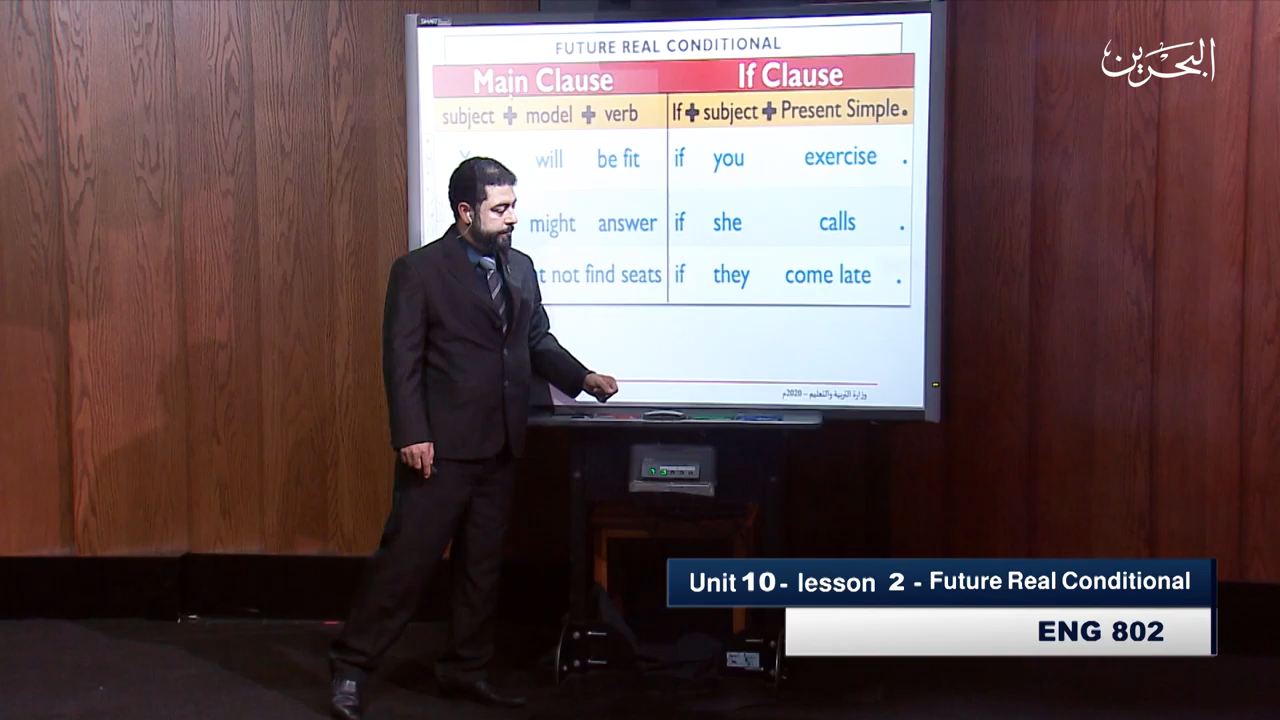 SMART
البحرين
FUTURE REAL CONDITIONAL
Main Clause If Clause
subject + model + verb If + subject + Present Simple.
will be fit if you exercise .
might answer if she calls .
not find seats if they come late .
وزارة التربية والتعليم – 2020م
Unit 10 - lesson 2 - Future Real Conditional
ENG 802